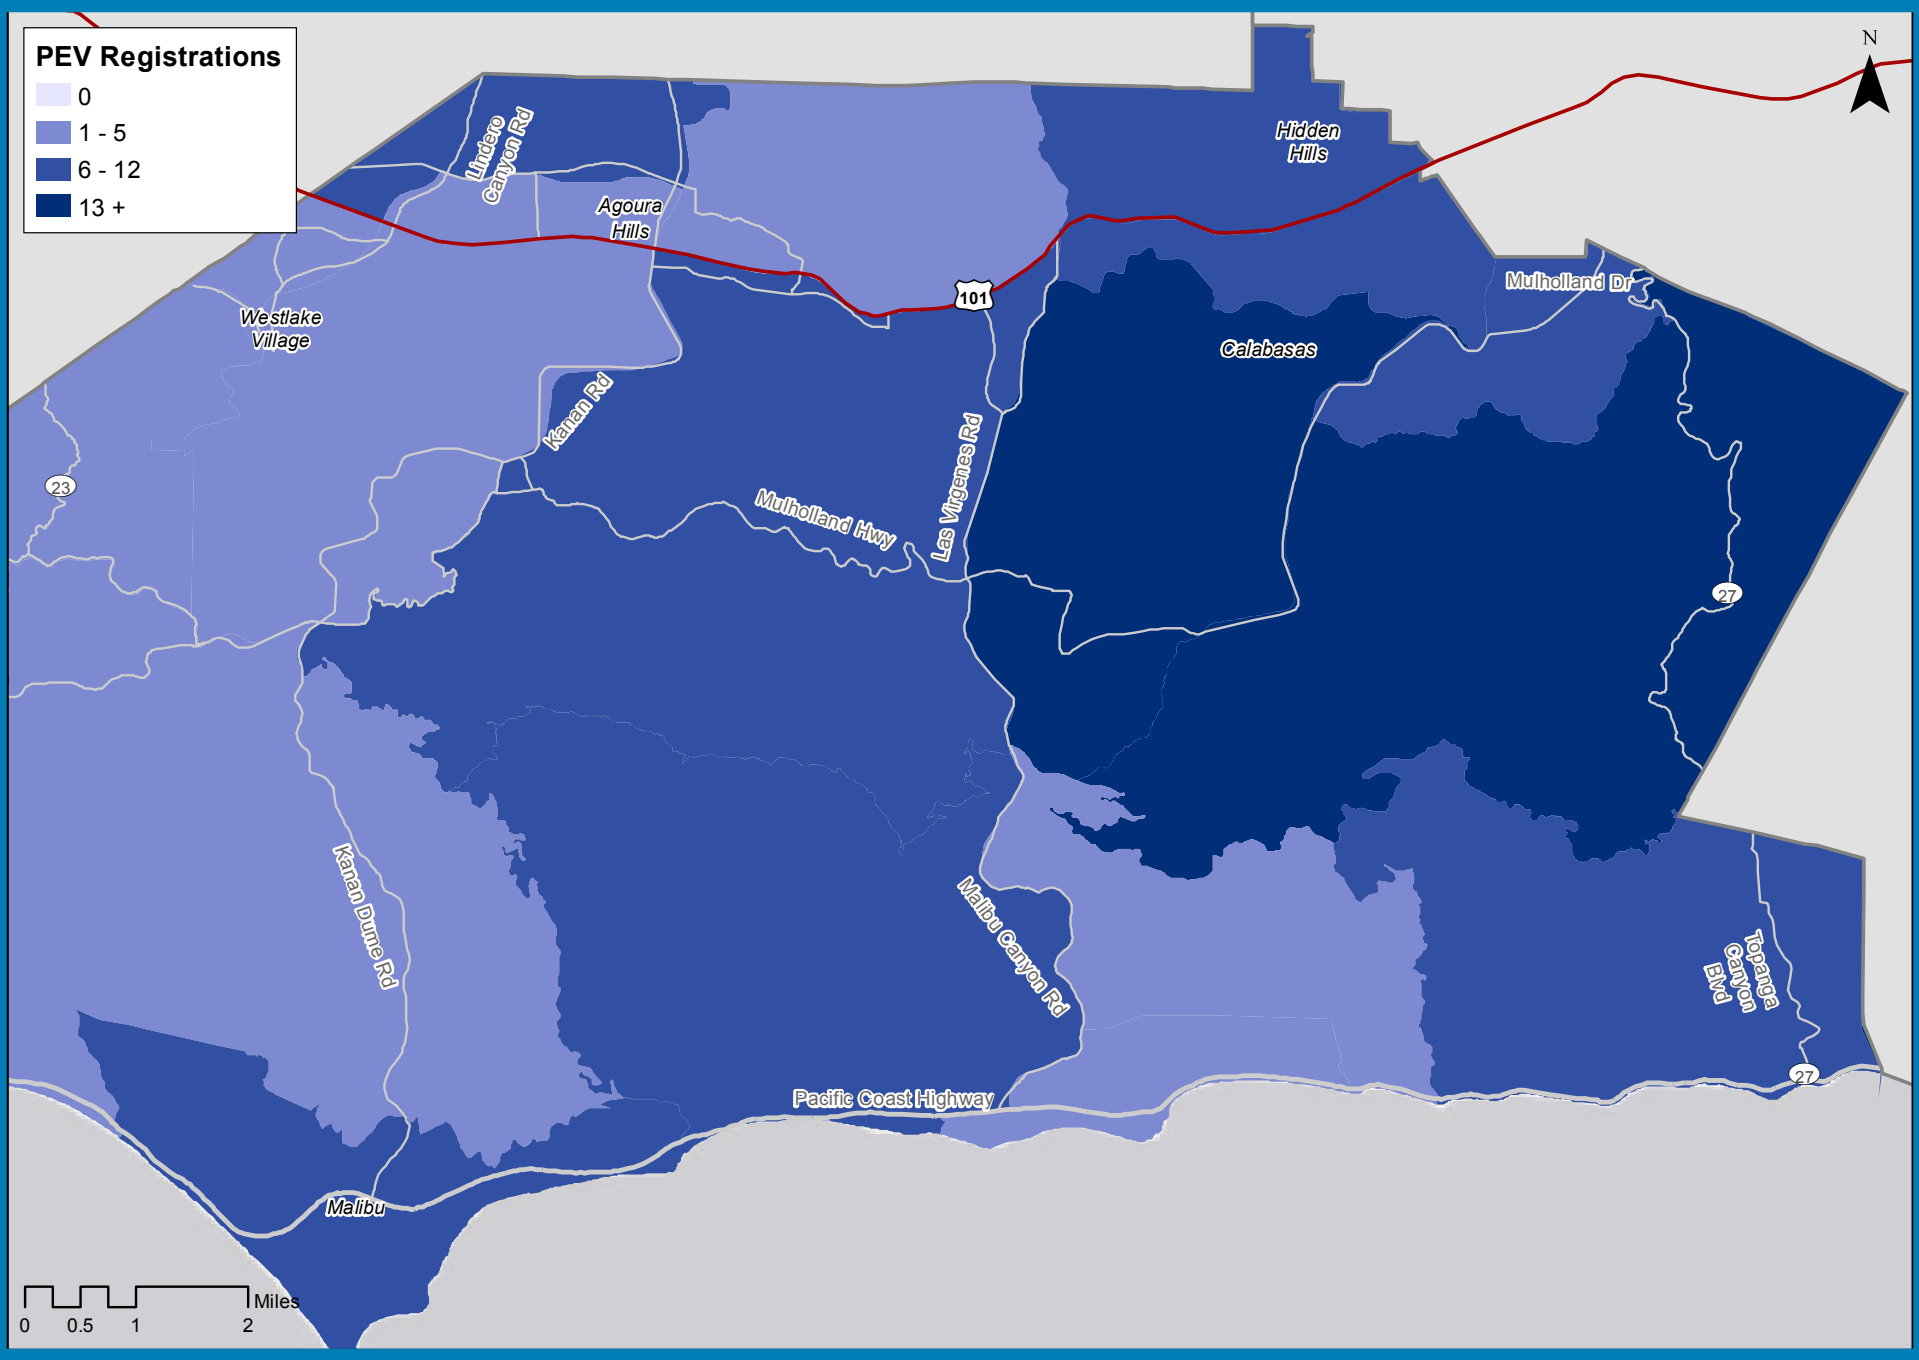 PEV Registrations
0
1 - 5
6 - 12
13 +
N
Lindero
Canyon Rd
Hidden
Hills
Agoura
Hills
Mulholland Dr
101
Westlake
Village
Calabasas
Kanan Rd
23
Mulholland Hwy
Las Virgenes Rd
27
Kanan Dume Rd
Malibu Canyon Rd
Topanga
Canyon
Blvd
27
Pacific Coast Highway
Malibu
Miles
0 0.5 1 2